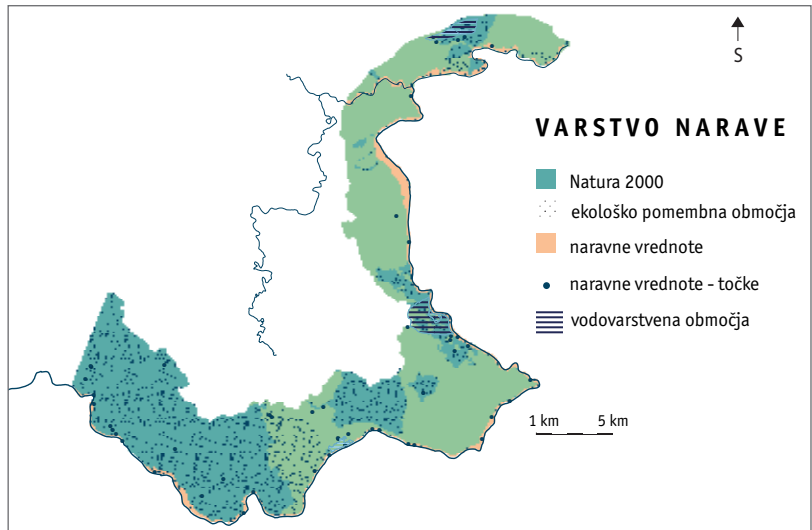 S
VARSTVO NARAVE
Natura 2000
ekološko pomembna območja
naravne vrednote
naravne vrednote - točke
vodovarstvena območja
1 km 5 km